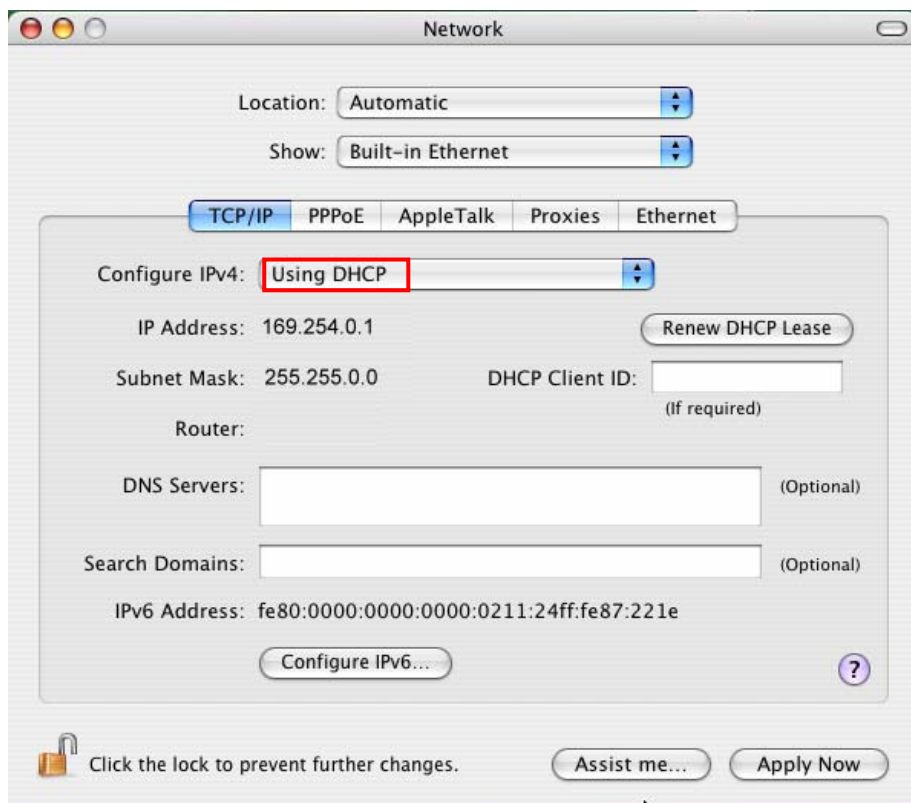 Network
Location: Automatic
Show: Built-in Ethernet
TCP/IP PPPoE AppleTalk Proxies Ethernet
Configure IPv4: Using DHCP
IP Address: 169.254.0.1 Renew DHCP Lease
Subnet Mask: 255.255.0.0 DHCP Client ID:
(If required)
Router:
DNS Servers: (Optional)
Search Domains: (Optional)
IPv6 Address: fe80:0000:0000:0000:0211:24ff:fe87:221e
Configure IPv6... ?
Click the lock to prevent further changes. Assist me... Apply Now